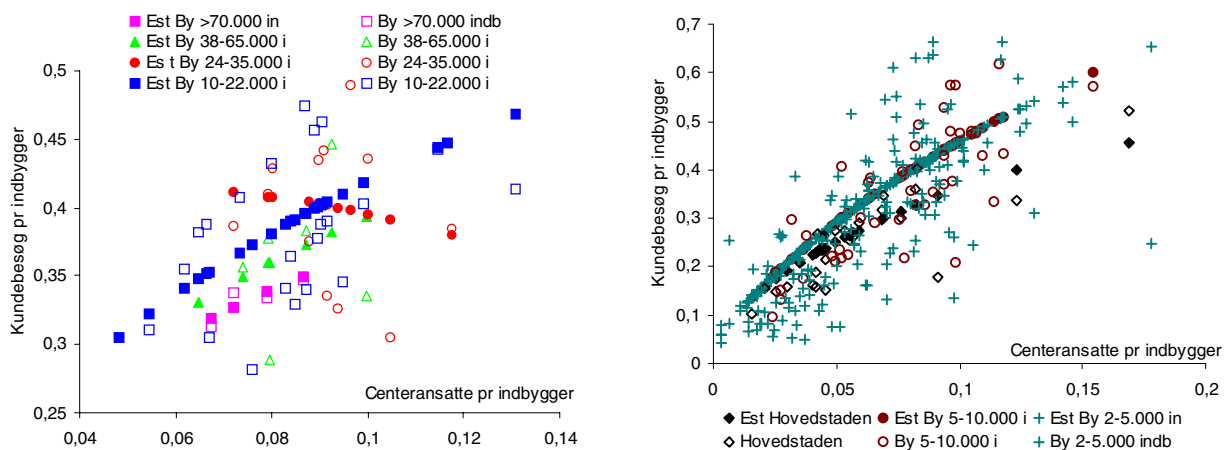 Est By >70.000 in
By >70.000 indb
Est By 38-65.000 i
By 38-65.000 i
Es t By 24-35.000 i
By 24-35.000 i
Est By 10-22.000 i
By 10-22.000 i
Kundebesøg pr indbygger
0,5
0,45
0,4
0,35
0,3
0,25
Centeransatte pr indbygger
0,04
0,06
0,08
0,1
0,12
0,14
Kundebesøg pr indbygger
0,7
0,6
0,5
0,4
0,3
0,2
0,1
0
Centeransatte pr indbygger
0
0,05
0,1
0,15
0,2
Est Hovedstaden
Est By 5-10.000 i
Est By 2-5.000 in
Hovedstaden
By 5-10.000 i
By 2-5.000 indb